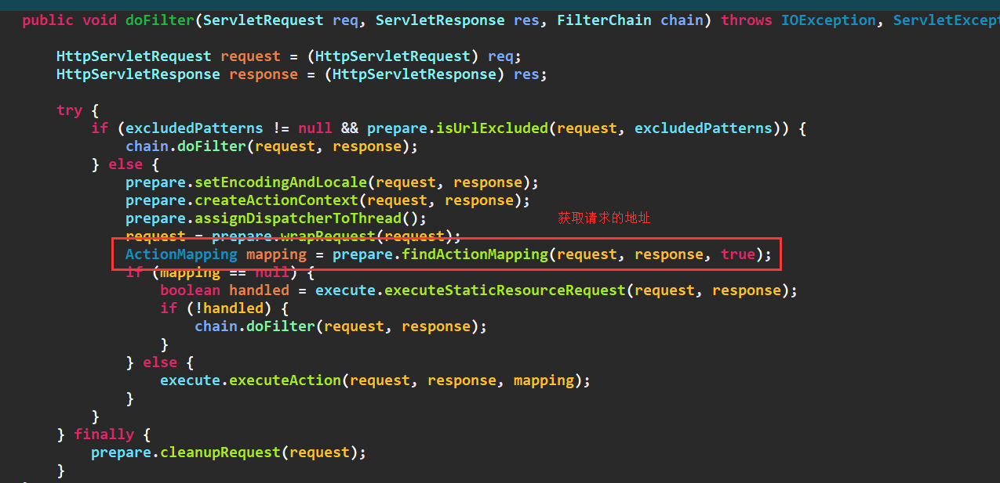 public void doFilter(ServletRequest req, ServletResponse res, FilterChain chain) throws IOException, ServletExcept
HttpServletRequest request = (HttpServletRequest) req;
HttpServletResponse response = (HttpServletResponse) res;
try {
if (excludedPatterns != null && prepare.isUrlExcluded(request, excludedPatterns)) {
chain.doFilter(request, response);
} else {
prepare.setEncodingAndLocale(request, response);
prepare.createActionContext(request, response);
prepare.assignDispatcherToThread();
获取请求的地址
request = prepare.wrapRequest(request);
ActionMapping mapping = prepare.findActionMapping(request, response, true);
if (mapping == null) {
boolean handled = execute.executeStaticResourceRequest(request, response);
if (!handled) {
chain.doFilter(request, response);
}
} else {
execute.executeAction(request, response, mapping);
}
}
} finally {
prepare.cleanupRequest(request);
}